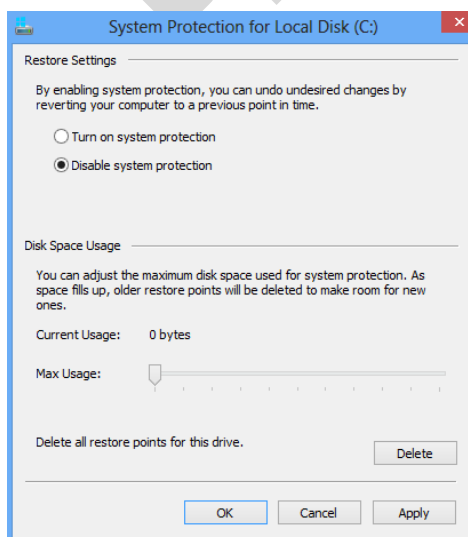 System Protection for Local Disk (C:)
Restore Settings
By enabling system protection, you can undo undesired changes by
reverting your computer to a previous point in time.
Turn on system protection
Disable system protection
Disk Space Usage
You can adjust the maximum disk space used for system protection. As
space fills up, older restore points will be deleted to make room for new
ones.
Current Usage: 0 bytes
Max Usage:
Delete all restore points for this drive.
Delete
OK Cancel Apply